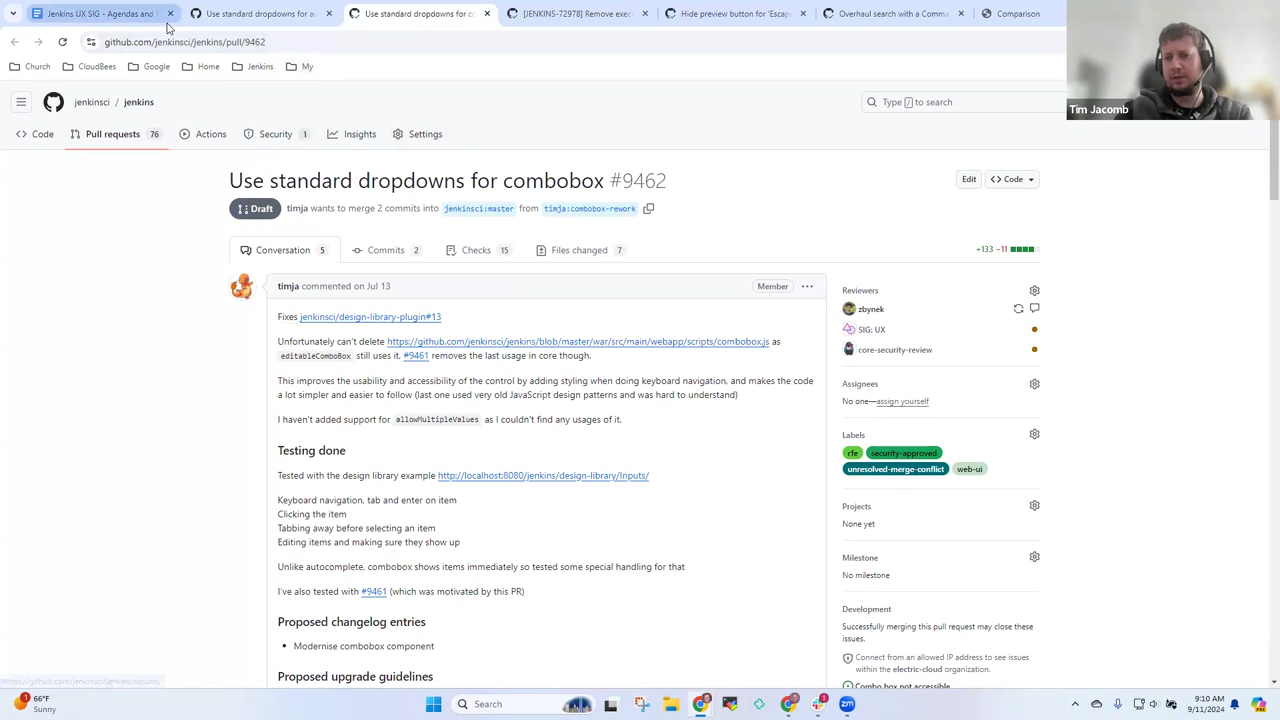 Jenkins UX SIG - Agendas and
Use standard dropdowns for au
Use standard dropdowns for co
[JENKINS-72978] Remove exec
Hide preview button for 'Escap
Overhaul search with a Comma
Comparison
github.com/jenkinsci/jenkins/pull/9462
Church
CloudBees
Google
Home
Jenkins
My
Tim Jacomb
jenkinsci / jenkins
Type / to search
Code
Pull requests 76
Actions
Security 1
Insights
Settings
Use standard dropdowns for combobox #9462
Edit
<> Code
Draft
timja wants to merge 2 commits into jenkinsci:master from timja:combobox-rework
Conversation 5
Commits 2
Checks 15
Files changed 7
+133 −11
timja commented on Jul 13
Member
Fixes jenkinsci/design-library-plugin#13
Unfortunately can't delete https://github.com/jenkinsci/jenkins/blob/master/war/src/main/webapp/scripts/combobox.js as
editableComboBox still uses it, #9461 removes the last usage in core though.
This improves the usability and accessibility of the control by adding styling when doing keyboard navigation, and makes the code
a lot simpler and easier to follow (last one used very old JavaScript design patterns and was hard to understand)
I haven't added support for allowMultipleValues as I couldn't find any usages of it.
Testing done
Tested with the design library example http://localhost:8080/jenkins/design-library/Inputs/
Keyboard navigation, tab and enter on item
Clicking the item
Tabbing away before selecting an item
Editing items and making sure they show up
Unlike autocomplete, combobox shows items immediately so tested some special handling for that
I've also tested with #9461 (which was motivated by this PR)
Proposed changelog entries
• Modernise combobox component
Proposed upgrade guidelines
Reviewers
zbynek
SIG: UX
core-security-review
Assignees
No one—assign yourself
Labels
rfe
security-approved
unresolved-merge-conflict
web-ui
Projects
None yet
Milestone
No milestone
Development
Successfully merging this pull request may close these
issues.
Connect from an allowed IP address to see issues
within the electric-cloud organization.
Combo box not accessible
https://github.com/jenkinsci/jenkins/security
66°F
Sunny
Search
9:10 AM
9/11/2024